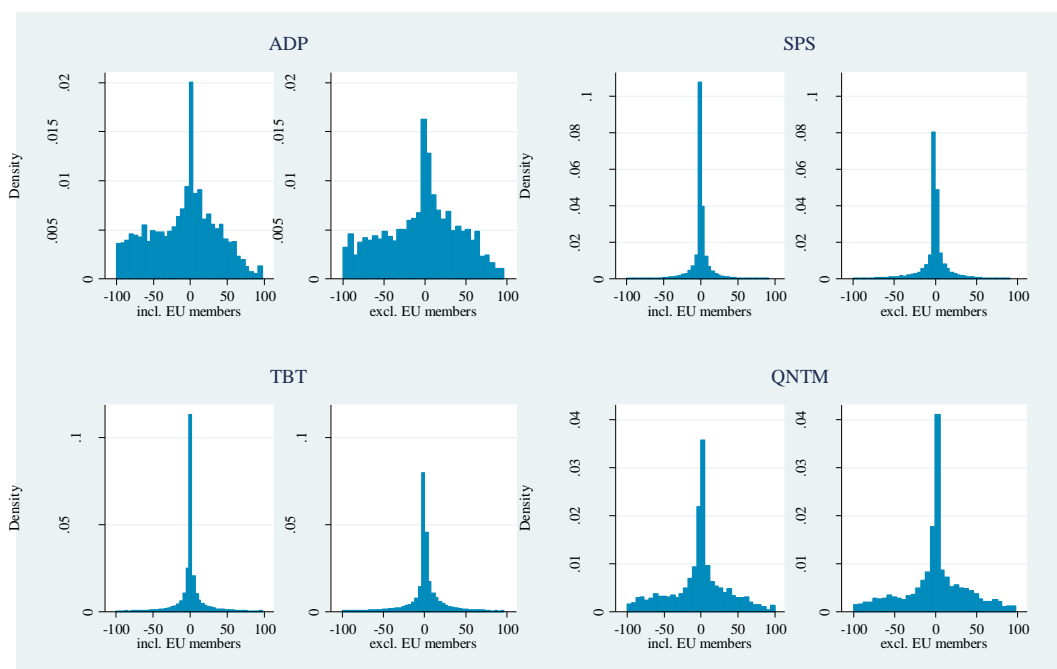 ADP
SPS
Density
0 .005 .01 .015 .02
0 .005 .01 .015 .02
0 .02 .04 .06 .08 .1
0 .02 .04 .06 .08 .1
-100 -50 0 50 100
-100 -50 0 50 100
-100 -50 0 50 100
-100 -50 0 50 100
incl. EU members
excl. EU members
incl. EU members
excl. EU members
TBT
QNTM
Density
0 .05 .1
0 .05 .1
Density
0 .01 .02 .03 .04
0 .01 .02 .03 .04
-100 -50 0 50 100
-100 -50 0 50 100
-100 -50 0 50 100
-100 -50 0 50 100
incl. EU members
excl. EU members
incl. EU members
excl. EU members
Density